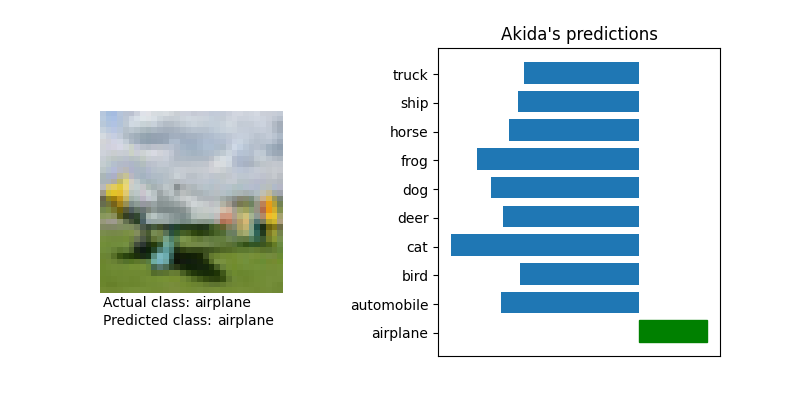 Akida's predictions
truck
ship
horse
frog
dog
deer
cat
bird
automobile
airplane
Actual class: airplane
Predicted class: airplane